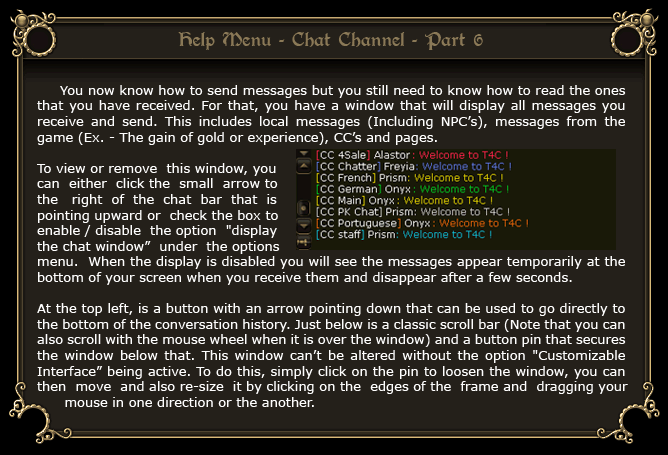 Help Menu - Chat Channel - Part 6
You now know how to send messages but you still need to know how to read the ones
that you have received. For that, you have a window that will display all messages you
receive and send. This includes local messages (Including NPC's), messages from the
game (Ex. - The gain of gold or experience), CC's and pages.
To view or remove this window, you
can either click the small arrow to
the right of the chat bar that is
pointing upward or check the box to
enable / disable the option "display
the chat window" under the options
[CC 4Sale] Alastor : Welcome to T4C !
[CC Chatter] Freyia: Welcome to T4C !
[CC French] Prism: Welcome to T4C !
[CC German] Onyx : Welcome to T4C !
[CC Main] Onyx : Welcome to T4C !
[CC PK Chat] Prism: Welcome to T4C !
[CC Portuguese] Onyx : Welcome to T4C !
[CC staff] Prism: Welcome to T4C !
menu. When the display is disabled you will see the messages appear temporarily at the
bottom of your screen when you receive them and disappear after a few seconds.
At the top left, is a button with an arrow pointing down that can be used to go directly to
the bottom of the conversation history. Just below is a classic scroll bar (Note that you can
also scroll with the mouse wheel when it is over the window) and a button pin that secures
the window below that. This window can't be altered without the option "Customizable
Interface" being active. To do this, simply click on the pin to loosen the window, you can
then move and also re-size it by clicking on the edges of the frame and dragging your
mouse in one direction or the another.